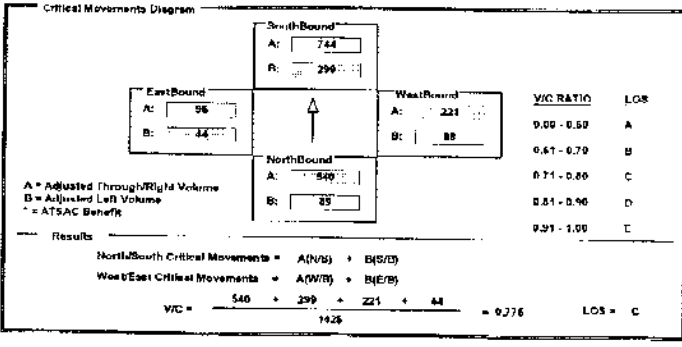 Critical Movements Diagram
SouthBound
A: 744
B: 299
EastBound
A: 96
B: 44
WestBound
A: 221
B: 88
NorthBound
A: 540
B: 89
V/C RATIO LOS
0.00 - 0.60 A
0.61 - 0.70 B
0.71 - 0.80 C
0.81 - 0.90 D
0.91 - 1.00 E
A = Adjusted Through/Right Volume
B = Adjusted Left Volume
* = ATSAC Benefit
Results
North/South Critical Movements = A(N/B) + B(S/B)
West/East Critical Movements = A(W/B) + B(E/B)
V/C = 540 + 299 + 221 + 44 = 0.775 LOS = C
1425